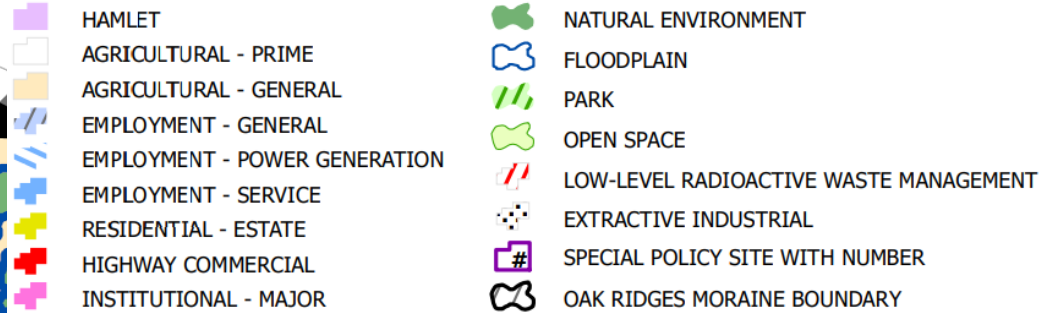 HAMLET
AGRICULTURAL - PRIME
AGRICULTURAL - GENERAL
EMPLOYMENT - GENERAL
EMPLOYMENT - POWER GENERATION
EMPLOYMENT - SERVICE
RESIDENTIAL - ESTATE
HIGHWAY COMMERCIAL
INSTITUTIONAL - MAJOR
NATURAL ENVIRONMENT
FLOODPLAIN
PARK
OPEN SPACE
LOW-LEVEL RADIOACTIVE WASTE MANAGEMENT
EXTRACTIVE INDUSTRIAL
# SPECIAL POLICY SITE WITH NUMBER
OAK RIDGES MORAINE BOUNDARY